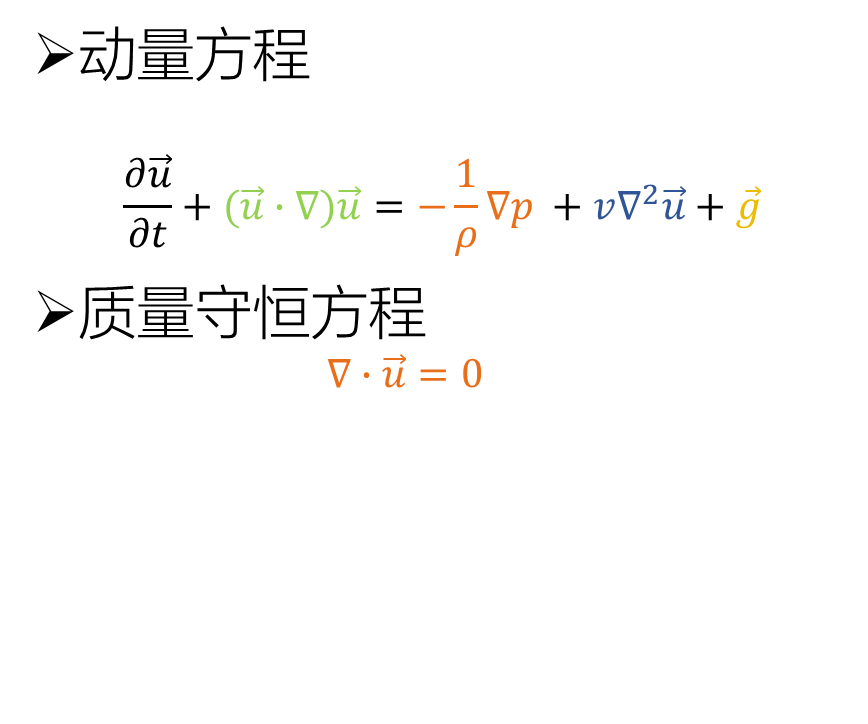 ➢动量方程
∂u⃗/∂t + (u⃗ · ∇)u⃗ = −1/ρ ∇p + ν∇²u⃗ + g⃗
➢质量守恒方程
∇ · u⃗ = 0